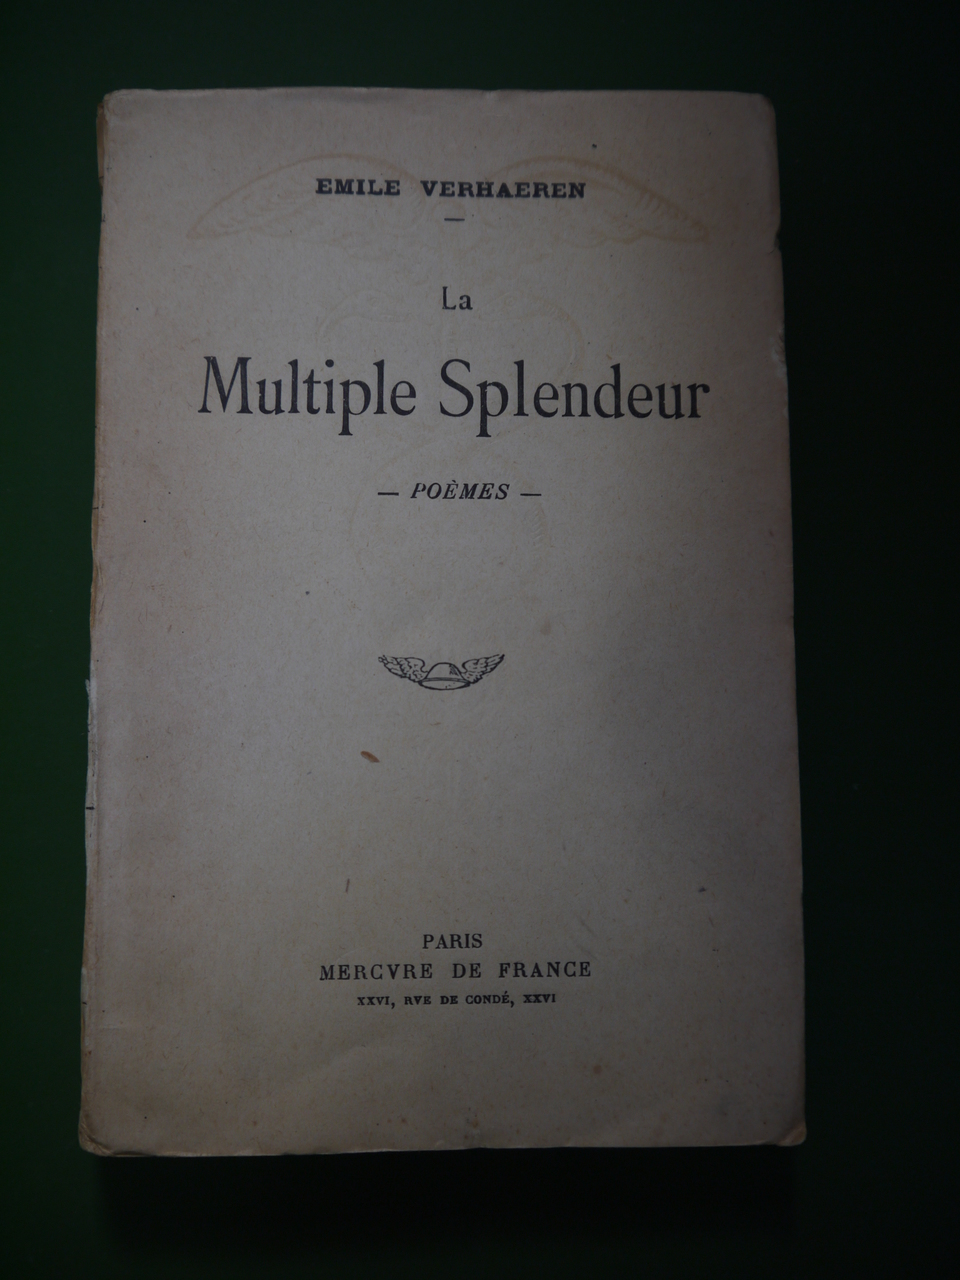 EMILE VERHAEREN
—
La
Multiple Splendeur
— POÈMES —
PARIS
MERCVRE DE FRANCE
XXVI, RVE DE CONDÉ, XXVI